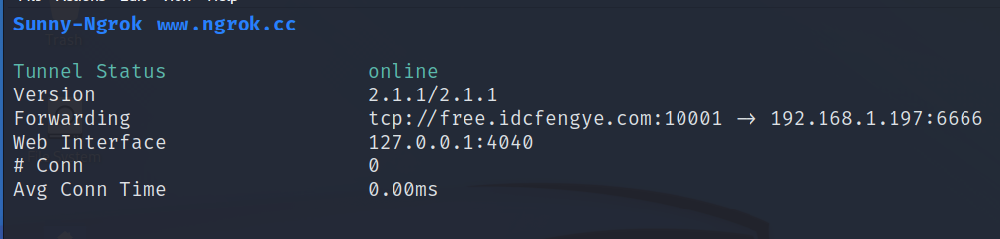 Sunny-Ngrok www.ngrok.cc
Tunnel Status online
Version 2.1.1/2.1.1
Forwarding tcp://free.idcfengye.com:10001 -> 192.168.1.197:6666
Web Interface 127.0.0.1:4040
# Conn 0
Avg Conn Time 0.00ms